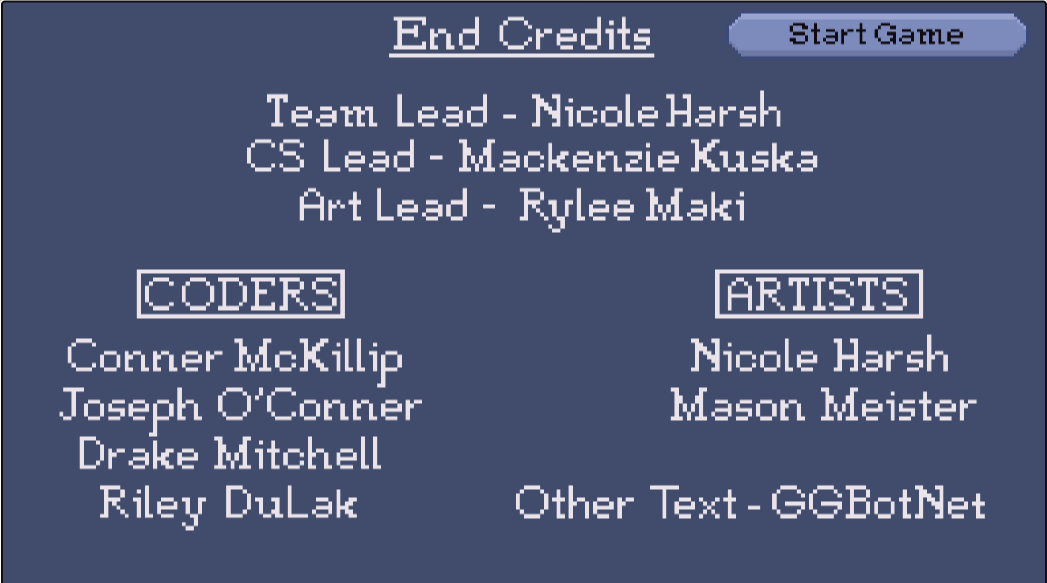 End Credits
Start Game
Team Lead - Nicole Harsh
CS Lead - Mackenzie Kuska
Art Lead - Rylee Maki
CODERS
Conner McKillip
Joseph O'Conner
Drake Mitchell
Riley DuLak
ARTISTS
Nicole Harsh
Mason Meister
Other Text - GGBotNet